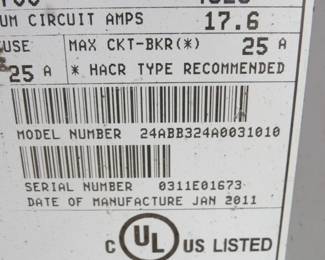 UM CIRCUIT AMPS 17.6
USE MAX CKT-BKR(*) 25 A
25 A * HACR TYPE RECOMMENDED
MODEL NUMBER 24ABB324A0031010
SERIAL NUMBER 0311E01673
DATE OF MANUFACTURE JAN 2011
C UL US LISTED